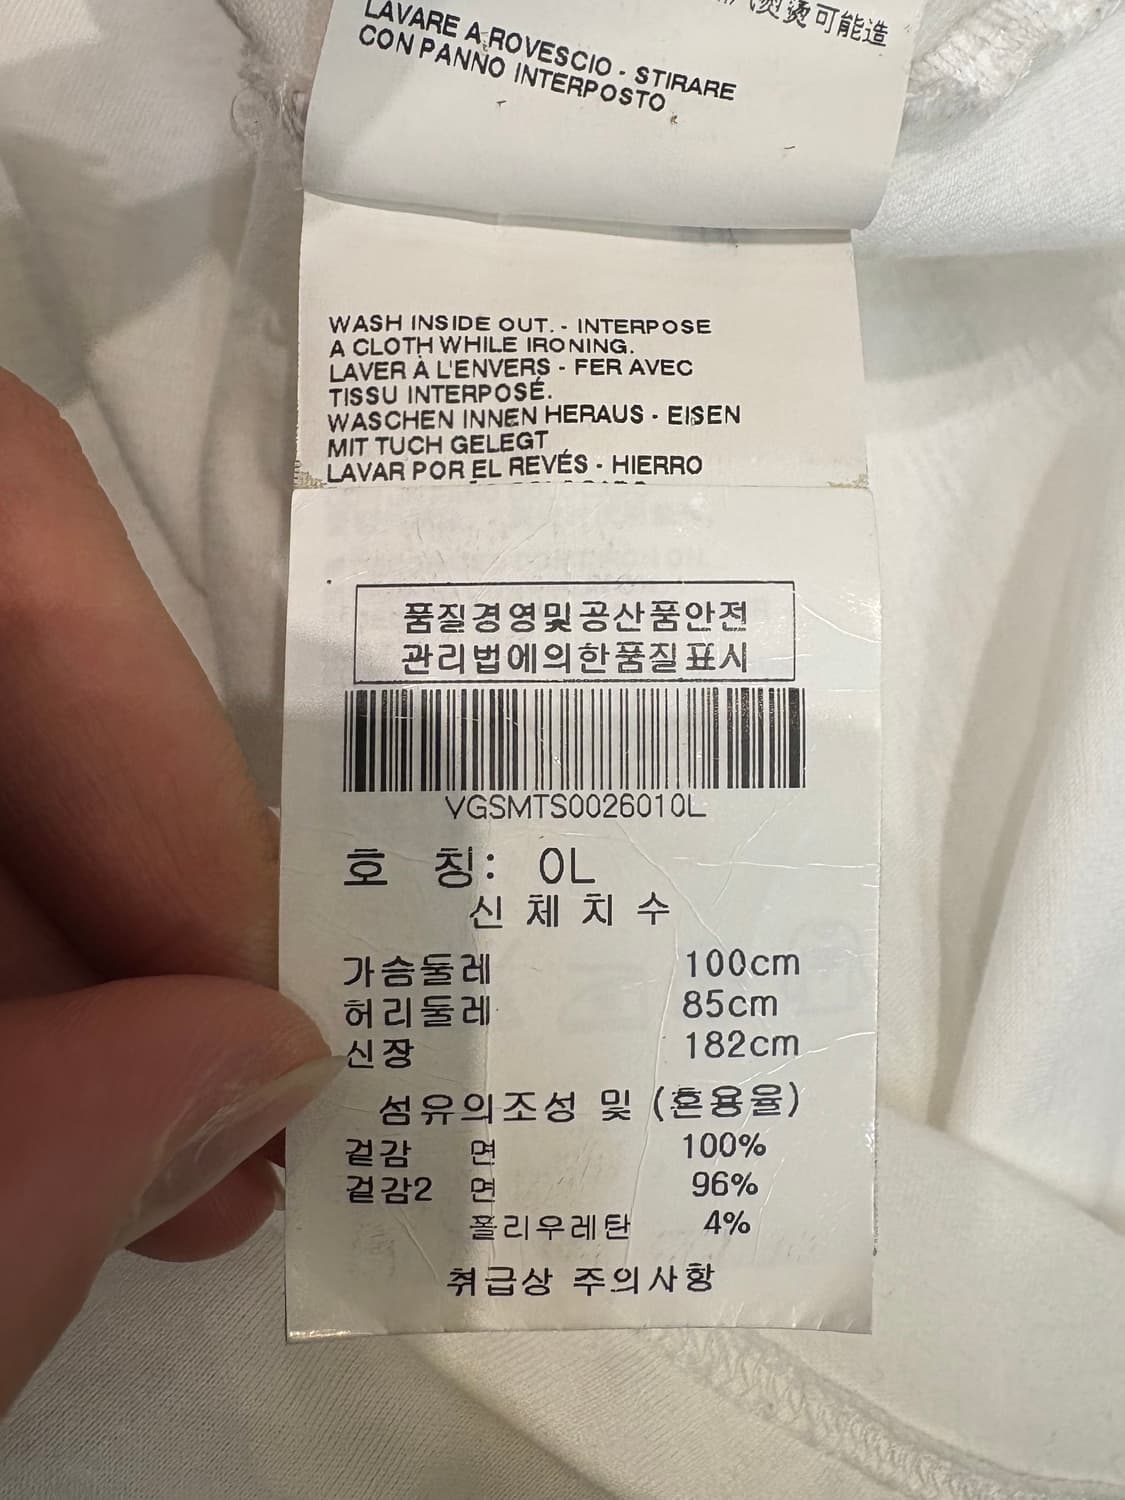 烫可能造
LAVARE A ROVESCIO - STIRARE
CON PANNO INTERPOSTO
WASH INSIDE OUT. - INTERPOSE
A CLOTH WHILE IRONING.
LAVER À L'ENVERS - FER AVEC
TISSU INTERPOSÉ.
WASCHEN INNEN HERAUS - EISEN
MIT TUCH GELEGT
LAVAR POR EL REVÉS - HIERRO
품질경영및공산품안전
관리법에의한품질표시
VGSMTS0026010L
호 칭: 0L
신체치수
가슴둘레 100cm
허리둘레 85cm
신장 182cm
섬유의조성 및 (혼용율)
겉감 면 100%
겉감2 면 96%
폴리우레탄 4%
취급상 주의사항